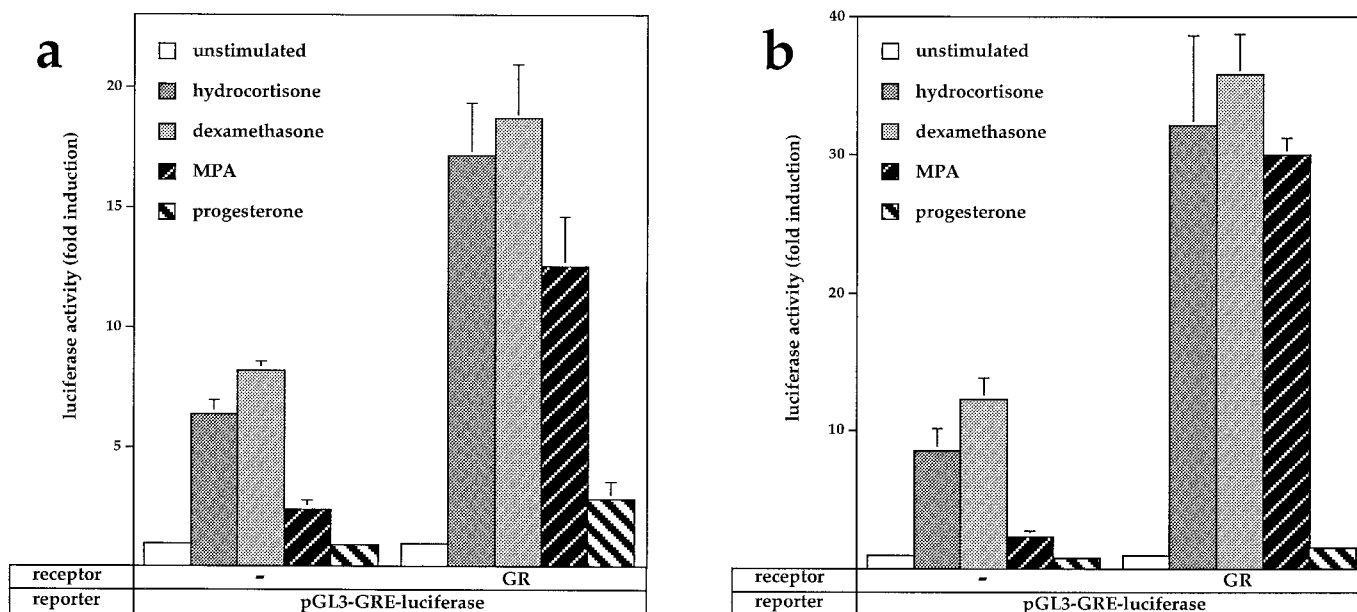 a
unstimulated
hydrocortisone
dexamethasone
MPA
progesterone
luciferase activity (fold induction)
20
15
10
5
receptor - GR
reporter pGL3-GRE-luciferase
b
unstimulated
hydrocortisone
dexamethasone
MPA
progesterone
luciferase activity (fold induction)
40
30
20
10
receptor - GR
reporter pGL3-GRE-luciferase